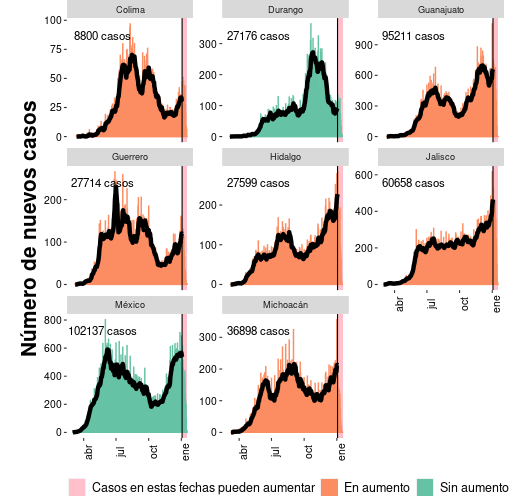 Colima Durango Guanajuato
100 75 50 25 0
8800 casos
300 200 100 0
27176 casos
900 600 300 0
95211 casos
Guerrero Hidalgo Jalisco
200 100 0
27714 casos
200 100 0
27599 casos
600 400 200 0
60658 casos
México Michoacán
800 600 400 200 0
102137 casos
300 200 100 0
36898 casos
abr jul oct ene
abr jul oct ene
abr jul oct ene
Número de nuevos casos
Casos en estas fechas pueden aumentar En aumento Sin aumento